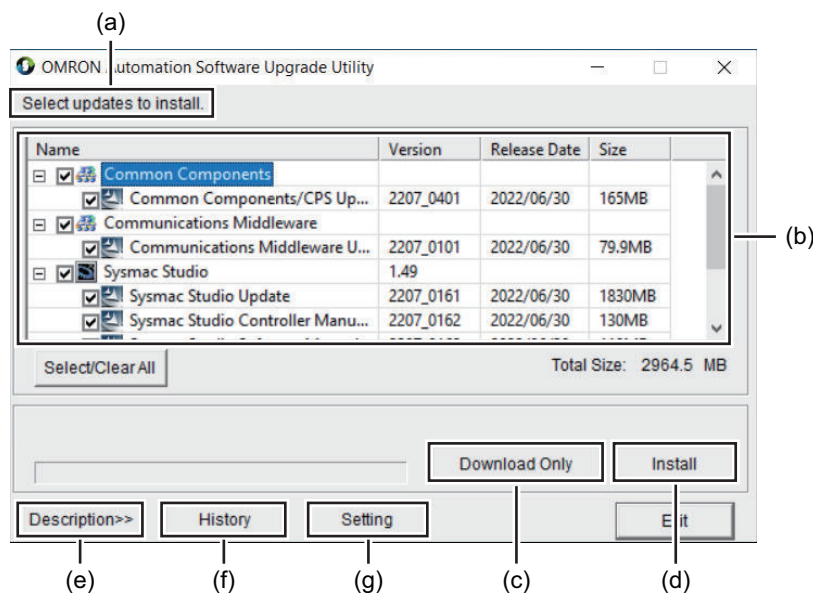 (a)
OMRON Automation Software Upgrade Utility
Select updates to install.
Name Version Release Date Size
Common Components
Common Components/CPS Up... 2207_0401 2022/06/30 165MB
Communications Middleware
Communications Middleware U... 2207_0101 2022/06/30 79.9MB
(b)
Sysmac Studio 1.49
Sysmac Studio Update 2207_0161 2022/06/30 1830MB
Sysmac Studio Controller Manu... 2207_0162 2022/06/30 130MB
Select/Clear All Total Size: 2964.5 MB
Download Only Install
Description>> History Setting Exit
(e) (f) (g) (c) (d)